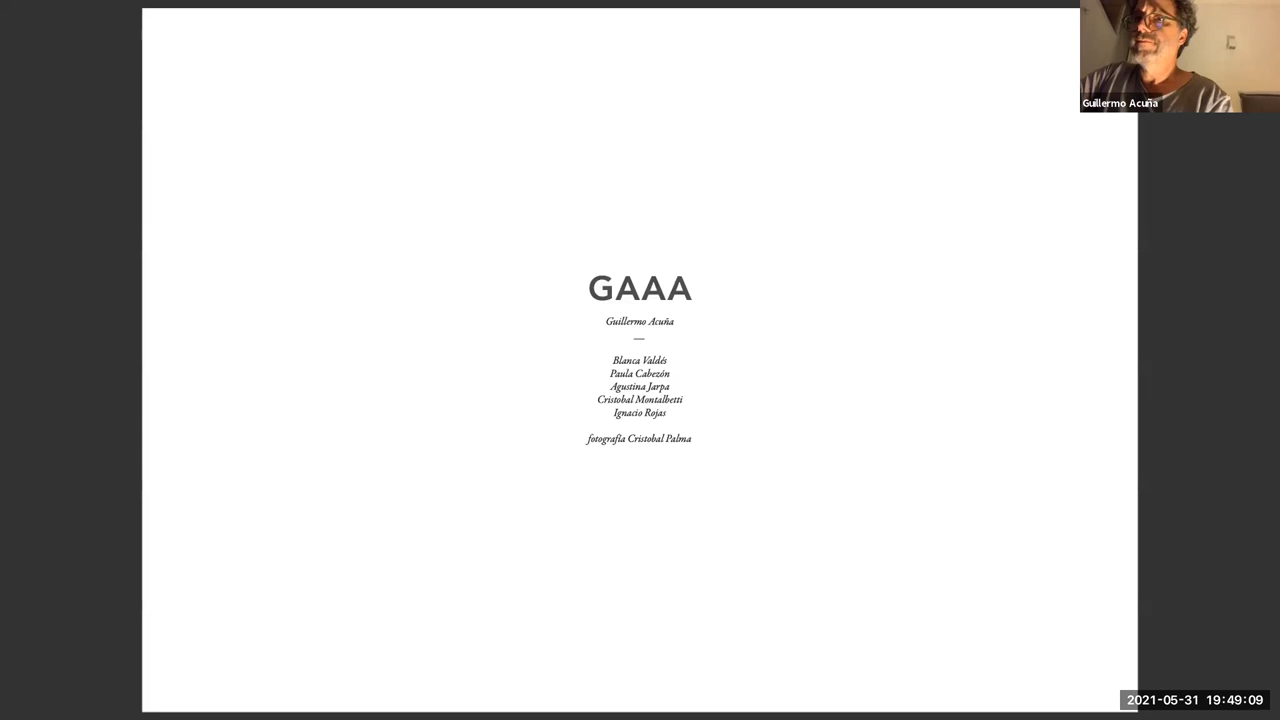 Guillermo Acuña
GAAA
Guillermo Acuña
—
Blanca Valdés
Paula Cabezón
Agustina Jarpa
Cristobal Montalbetti
Ignacio Rojas
fotografía Cristobal Palma
2021-05-31 19:49:09